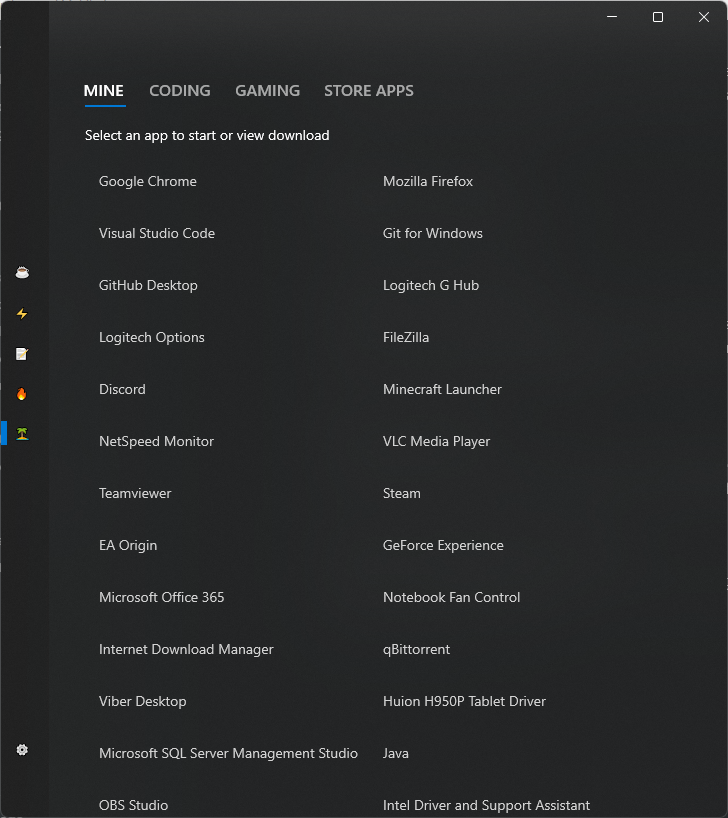 MINE CODING GAMING STORE APPS
Select an app to start or view download
Google Chrome Mozilla Firefox
Visual Studio Code Git for Windows
GitHub Desktop Logitech G Hub
Logitech Options FileZilla
Discord Minecraft Launcher
NetSpeed Monitor VLC Media Player
Teamviewer Steam
EA Origin GeForce Experience
Microsoft Office 365 Notebook Fan Control
Internet Download Manager qBittorrent
Viber Desktop Huion H950P Tablet Driver
Microsoft SQL Server Management Studio Java
OBS Studio Intel Driver and Support Assistant